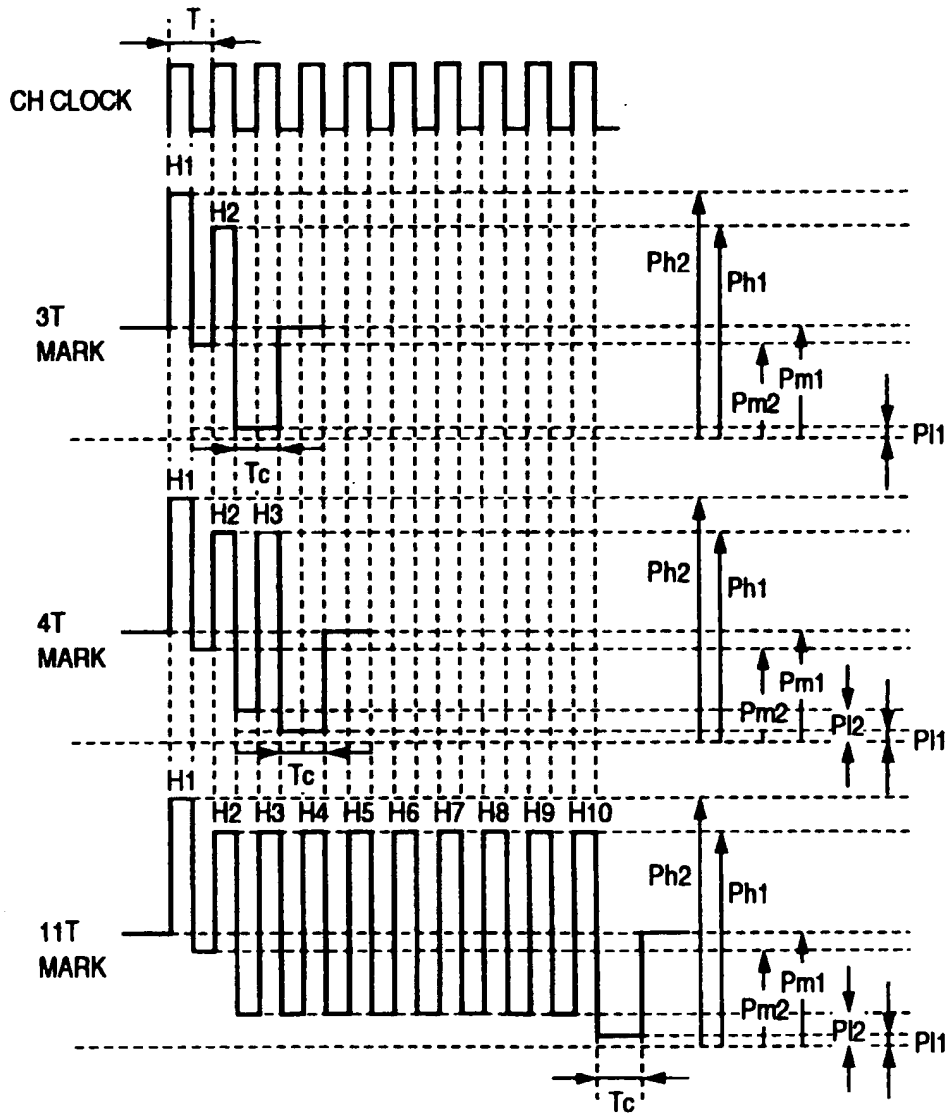 T
CH CLOCK
H1
H2
3T
MARK
Ph2
Ph1
Pm1
Pm2
Pl1
Tc
H1
H2 H3
4T
MARK
Ph2
Ph1
Pm1
Pm2
Pl2
Pl1
Tc
H1
H2 H3 H4 H5 H6 H7 H8 H9 H10
11T
MARK
Ph2
Ph1
Pm1
Pm2
Pl2
Pl1
Tc